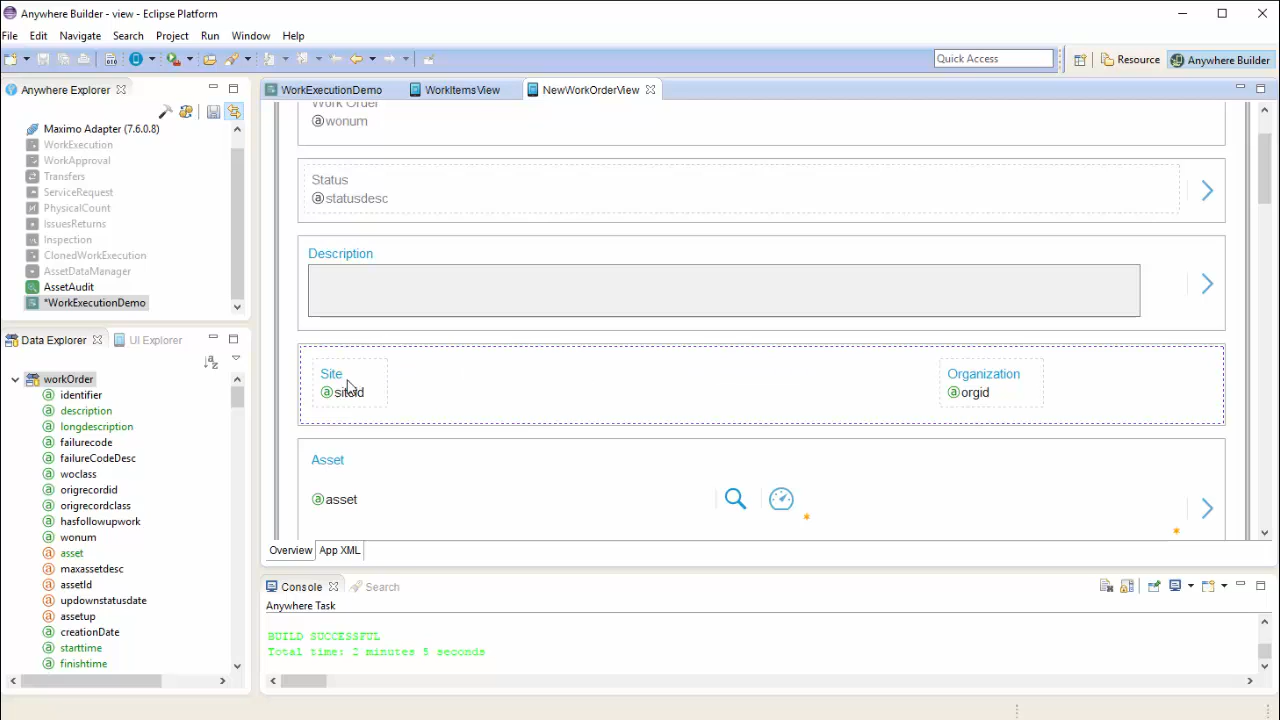 Anywhere Builder - view - Eclipse Platform
File Edit Navigate Search Project Run Window Help
Quick Access
Resource
Anywhere Builder
Anywhere Explorer
Maximo Adapter (7.6.0.8)
WorkExecution
WorkApproval
Transfers
ServiceRequest
PhysicalCount
IssuesReturns
Inspection
ClonedWorkExecution
AssetDataManager
AssetAudit
*WorkExecutionDemo
Data Explorer
UI Explorer
workOrder
identifier
description
longdescription
failurecode
failureCodeDesc
woclass
origrecordid
origrecordclass
hasfollowupwork
wonum
asset
maxassetdesc
assetId
updownstatusdate
assetup
creationDate
starttime
finishtime
WorkExecutionDemo
WorkItemsView
NewWorkOrderView
Work Order
wonum
Status
statusdesc
Description
Site
siteid
Organization
orgid
Asset
asset
Overview
App XML
Console
Search
Anywhere Task
BUILD SUCCESSFUL
Total time: 2 minutes 5 seconds